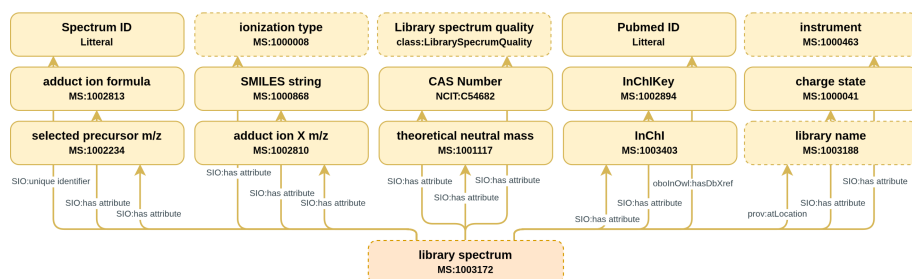 Spectrum ID
Litteral
ionization type
MS:1000008
Library spectrum quality
class:LibrarySpecrumQuality
Pubmed ID
Litteral
instrument
MS:1000463
adduct ion formula
MS:1002813
SMILES string
MS:1000868
CAS Number
NCIT:C54682
InChIKey
MS:1002894
charge state
MS:1000041
selected precursor m/z
MS:1002234
adduct ion X m/z
MS:1002810
theoretical neutral mass
MS:1001117
InChI
MS:1003403
library name
MS:1003188
SIO:unique identifier
SIO:has attribute
SIO:has attribute
SIO:has attribute
SIO:has attribute
SIO:has attribute
SIO:has attribute
SIO:has attribute
SIO:has attribute
oboInOwl:hasDbXref
SIO:has attribute
SIO:has attribute
SIO:has attribute
SIO:has attribute
prov:atLocation
library spectrum
MS:1003172